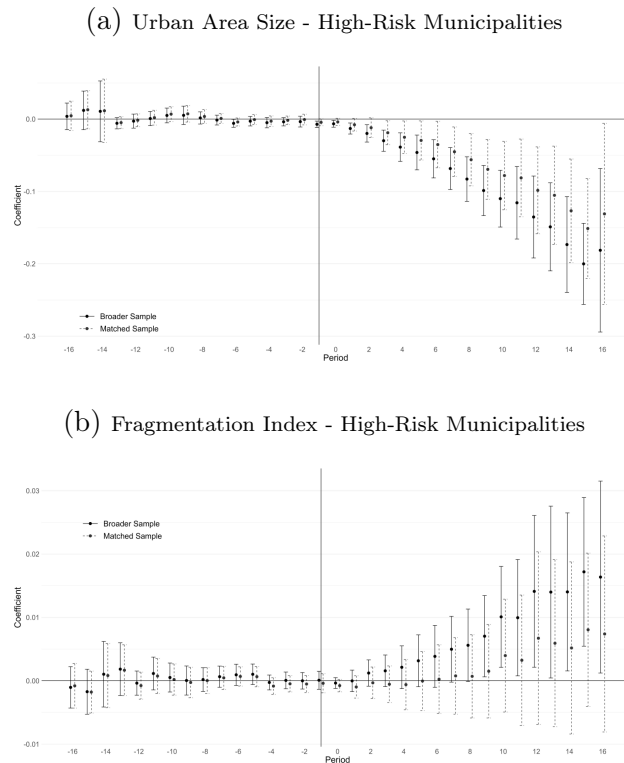 (a) Urban Area Size - High-Risk Municipalities
0.0
-0.1
-0.2
-0.3
Coefficient
Broader Sample
Matched Sample
-16 -14 -12 -10 -8 -6 -4 -2 0 2 4 6 8 10 12 14 16
Period
(b) Fragmentation Index - High-Risk Municipalities
0.03
0.02
0.01
0.00
-0.01
Coefficient
Broader Sample
Matched Sample
-16 -14 -12 -10 -8 -6 -4 -2 0 2 4 6 8 10 12 14 16
Period